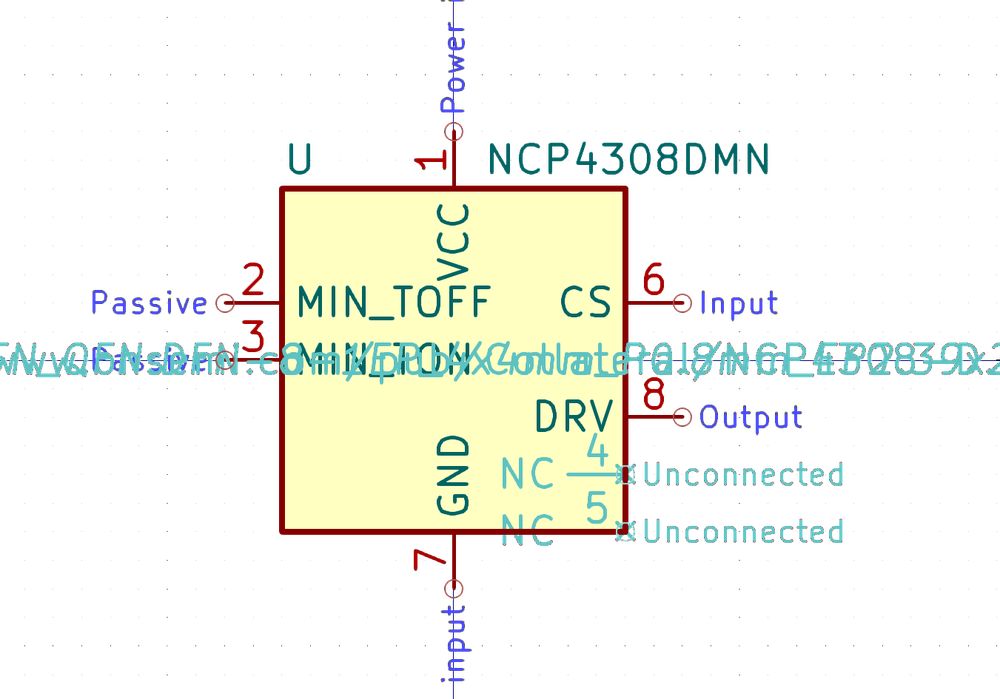 Power i
U
1
NCP4308DMN
VCC
2
Passive
MIN_TOFF
CS
6
Input
3
MIN_TON
DRV
8
Output
GND
NC
4
Unconnected
NC
5
Unconnected
7
input